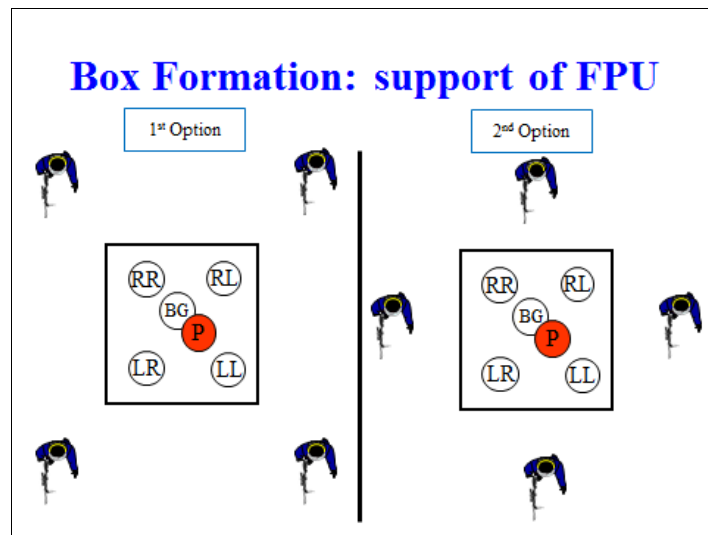 Box Formation: support of FPU
1st Option
2nd Option
RR RL
BG
P
LR LL
RR RL
BG
P
LR LL